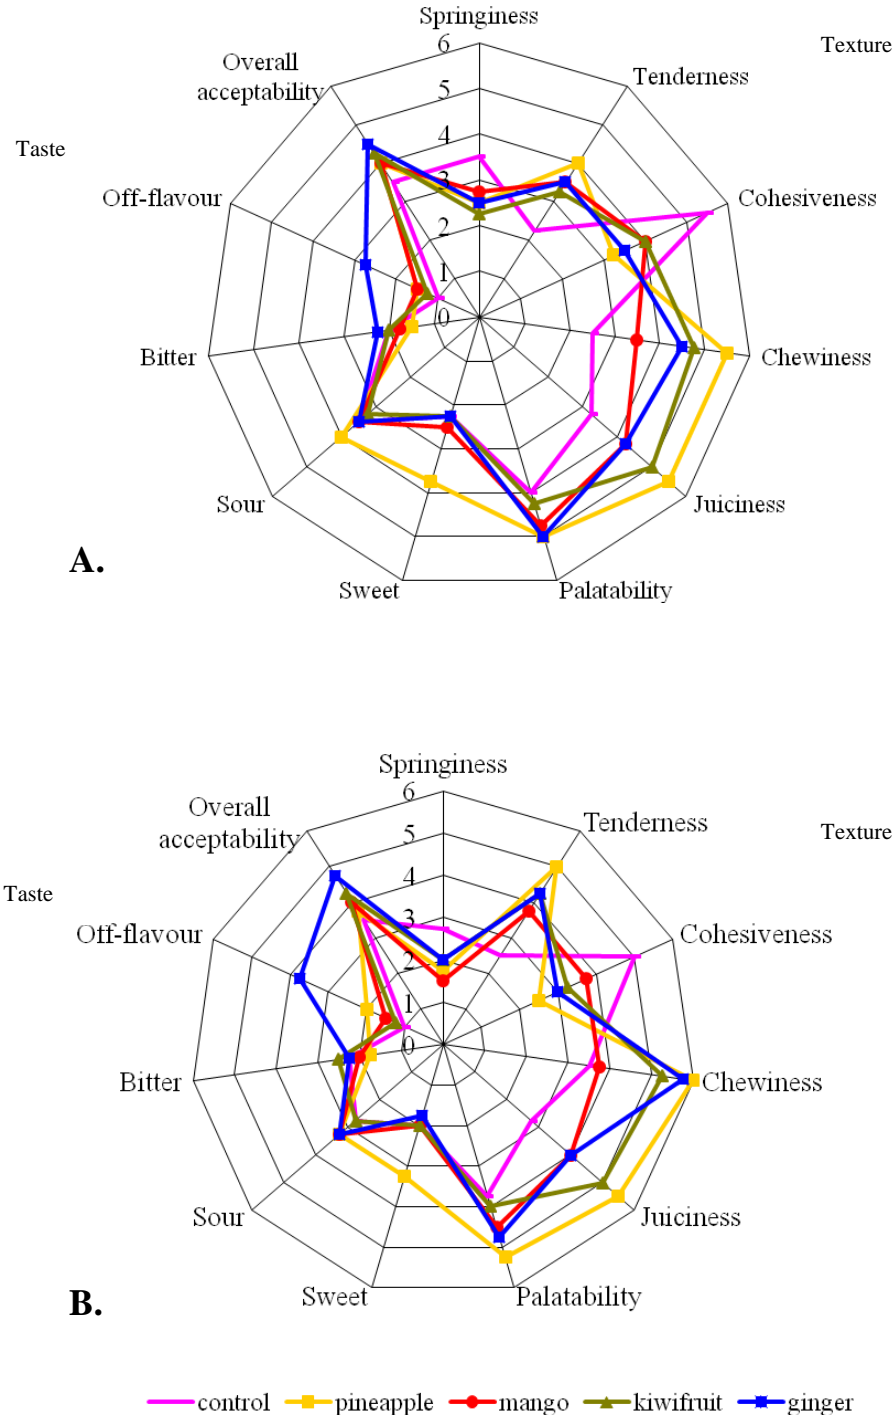 Springiness
6
Texture
Overall
acceptability
Tenderness
5
4
Taste
3
Off-flavour
Cohesiveness
2
1
0
Bitter
Chewiness
Sour
Juiciness
A.
Sweet
Palatability
Springiness
6
Overall
acceptability
Tenderness
Texture
5
4
Taste
3
Off-flavour
Cohesiveness
2
1
0
Bitter
Chewiness
Sour
Juiciness
B.
Sweet
Palatability
control pineapple mango kiwifruit ginger